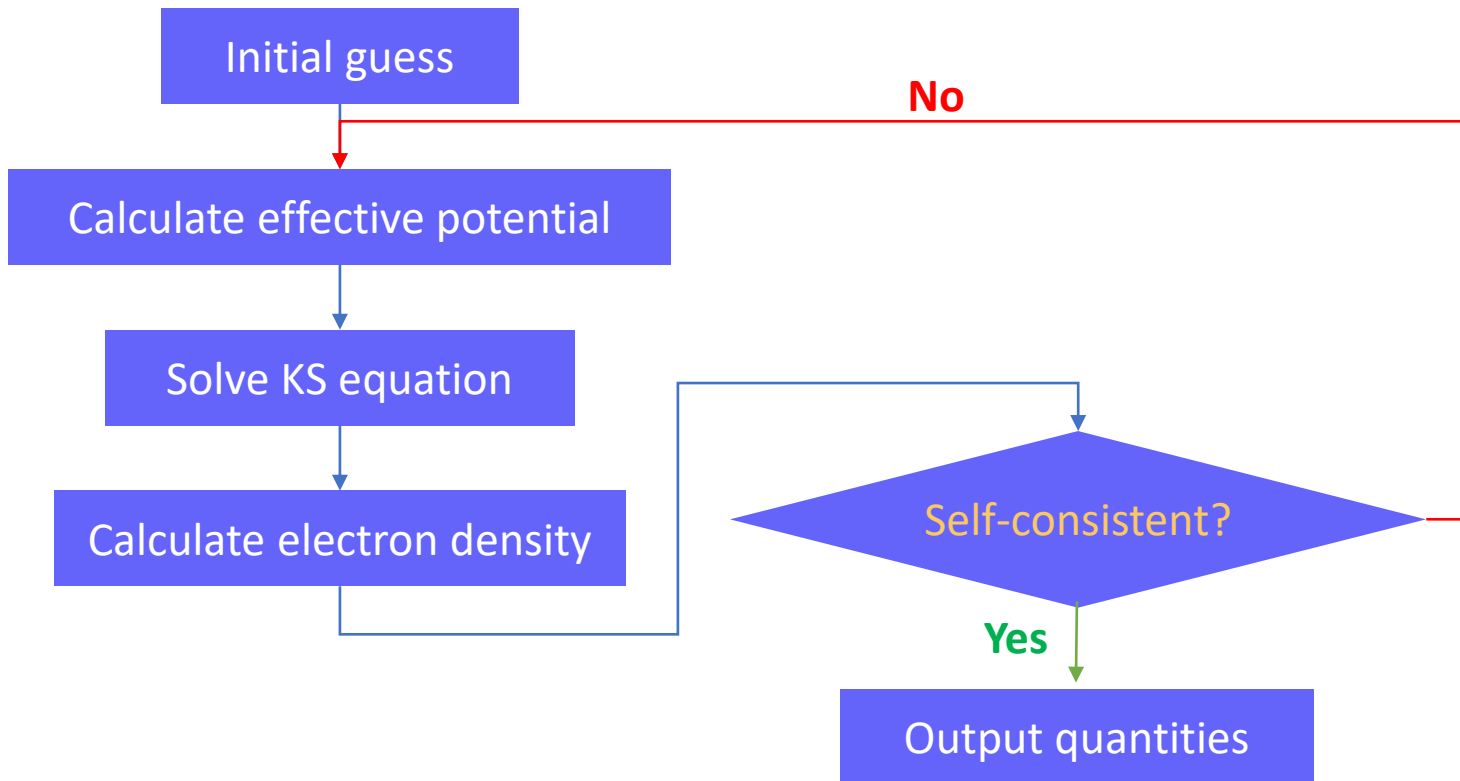 Initial guess
No
Calculate effective potential
Solve KS equation
Calculate electron density
Self-consistent?
Yes
Output quantities